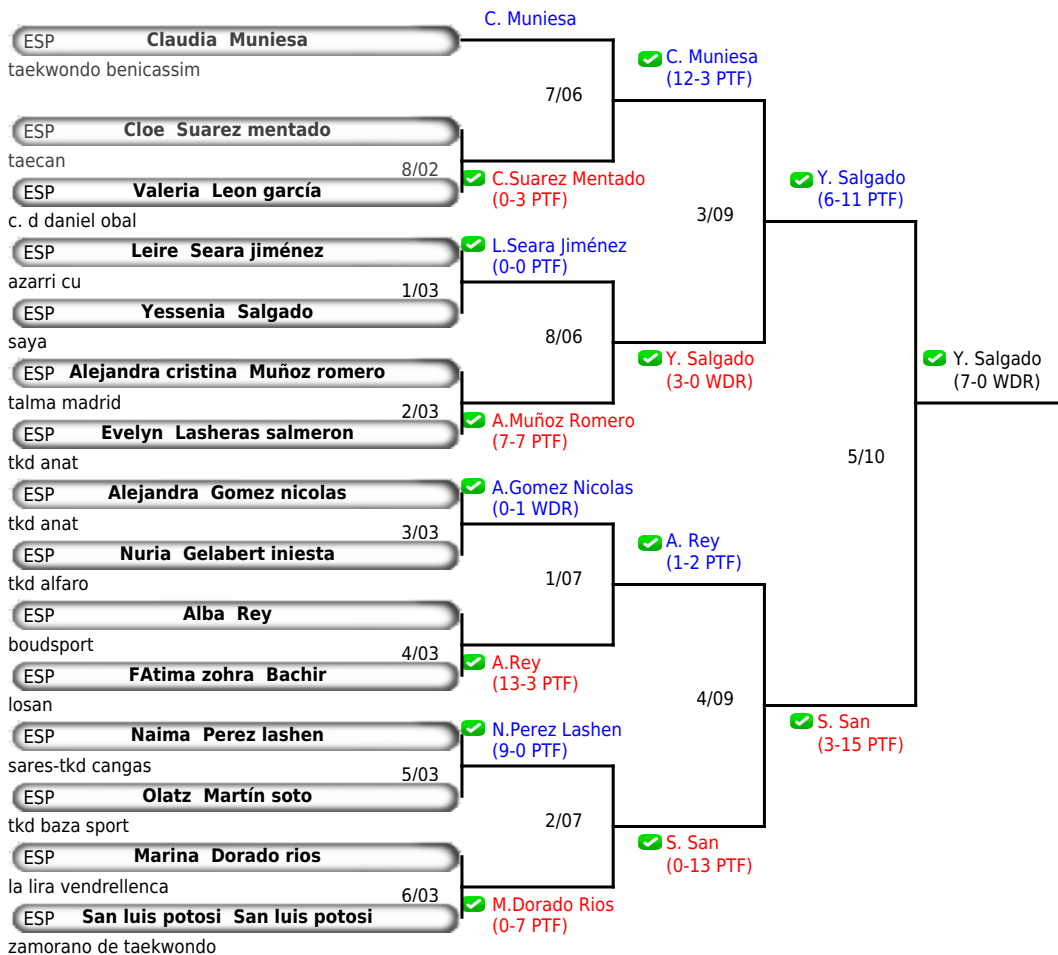 C. Muniesa
ESP Claudia Muniesa
taekwondo benicassim
C. Muniesa
(12-3 PTF)
7/06
ESP Cloe Suarez mentado
taecan
8/02
ESP Valeria Leon garcía
C.Suarez Mentado
(0-3 PTF)
c. d daniel obal
Y. Salgado
(6-11 PTF)
3/09
ESP Leire Seara jiménez
L.Seara Jiménez
(0-0 PTF)
azarri cu
1/03
ESP Yessenia Salgado
saya
8/06
Y. Salgado
(3-0 WDR)
Y. Salgado
(7-0 WDR)
ESP Alejandra cristina Muñoz romero
talma madrid
2/03
ESP Evelyn Lasheras salmeron
A.Muñoz Romero
(7-7 PTF)
tkd anat
5/10
ESP Alejandra Gomez nicolas
A.Gomez Nicolas
(0-1 WDR)
tkd anat
3/03
ESP Nuria Gelabert iniesta
A. Rey
(1-2 PTF)
tkd alfaro
1/07
ESP Alba Rey
boudsport
4/03
ESP FAtima zohra Bachir
A.Rey
(13-3 PTF)
losan
4/09
S. San
(3-15 PTF)
ESP Naima Perez lashen
N.Perez Lashen
(9-0 PTF)
sares-tkd cangas
5/03
ESP Olatz Martín soto
tkd baza sport
2/07
S. San
(0-13 PTF)
ESP Marina Dorado rios
la lira vendrellenca
6/03
ESP San luis potosi San luis potosi
M.Dorado Rios
(0-7 PTF)
zamorano de taekwondo